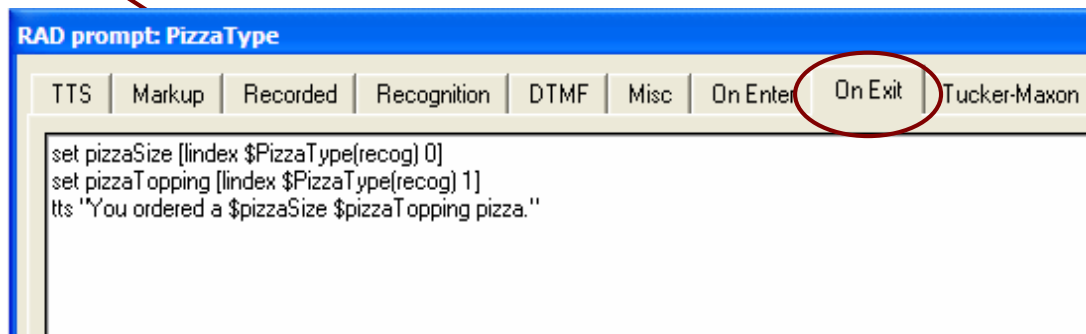 RAD prompt: PizzaType
TTS Markup Recorded Recognition DTMF Misc On Enter On Exit Tucker-Maxon
set pizzaSize [lindex $PizzaType(recog) 0]
set pizzaTopping [lindex $PizzaType(recog) 1]
tts "You ordered a $pizzaSize $pizzaTopping pizza."